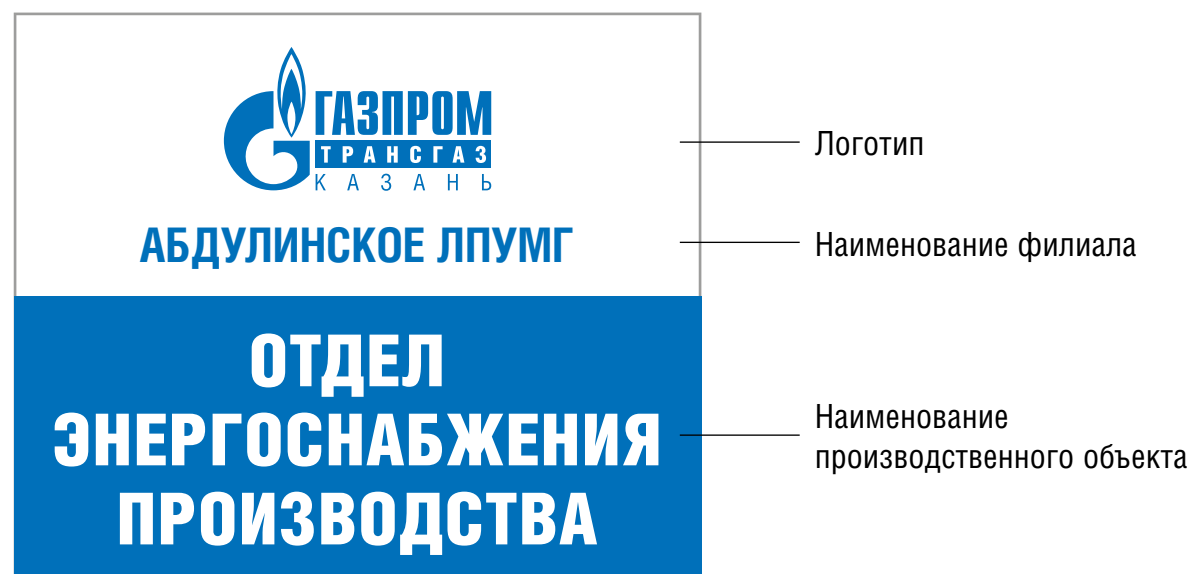 ГАЗПРОМ
ТРАНСГАЗ
КАЗАНЬ
Логотип
АБДУЛИНСКОЕ ЛПУМГ
Наименование филиала
ОТДЕЛ
ЭНЕРГОСНАБЖЕНИЯ
ПРОИЗВОДСТВА
Наименование
производственного объекта